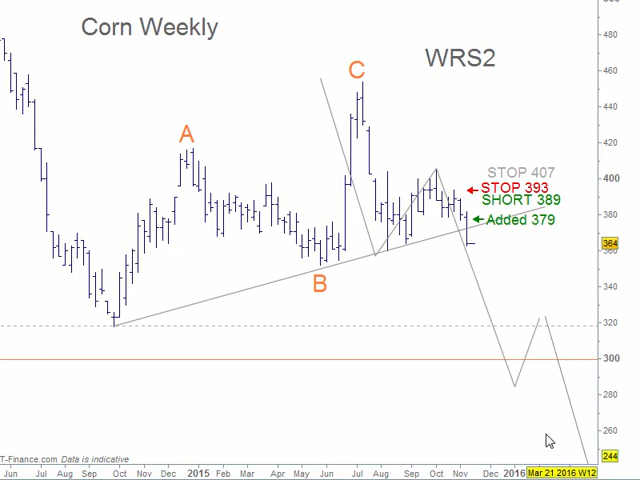 Corn Weekly
WRS2
A
B
C
STOP 407
STOP 393
SHORT 389
Added 379
480
460
440
420
400
380
364
340
320
300
280
260
244
T-Finance.com Data is indicative
Jun Jul Aug Sep Oct Nov Dec 2015 Feb Mar Apr May Jun Jul Aug Sep Oct Nov Dec 2016 Mar 21 2016 W12